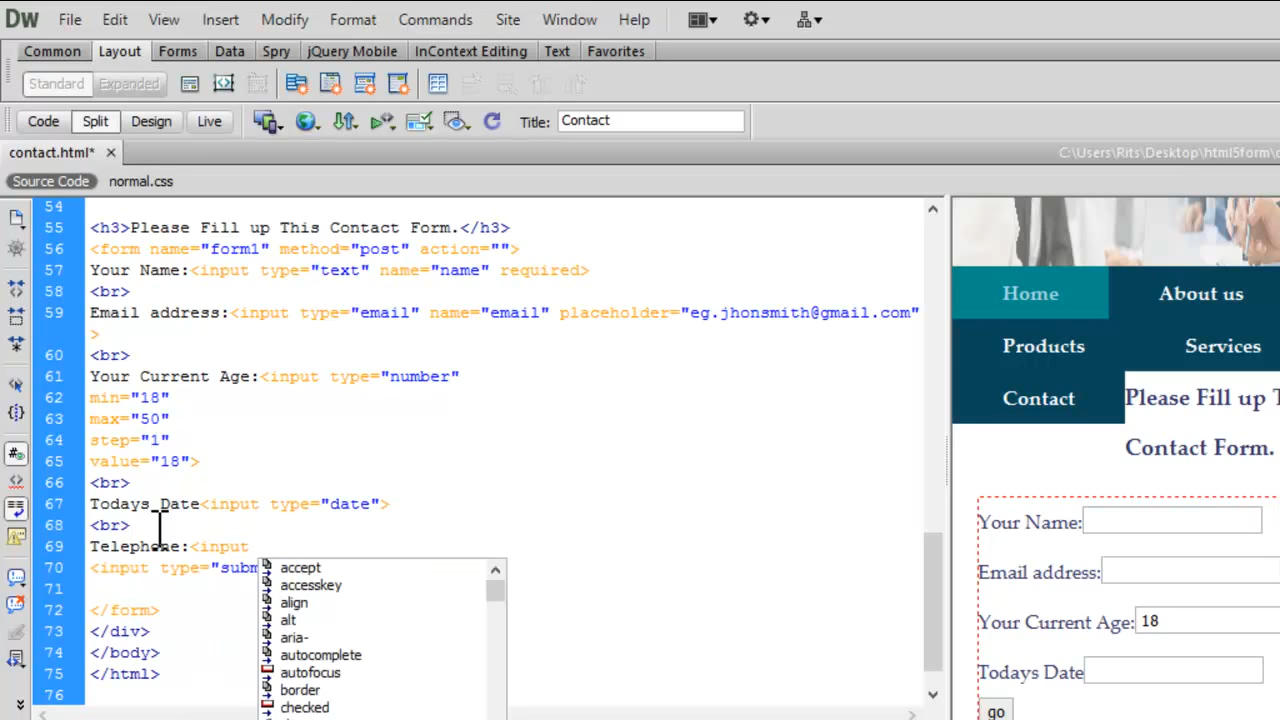 Dw File Edit View Insert Modify Format Commands Site Window Help
Common Layout Forms Data Spry jQuery Mobile InContext Editing Text Favorites
Standard Expanded
Code Split Design Live Title: Contact
contact.html* C:\Users\Rits\Desktop\html5form\
Source Code normal.css
54
55 <h3>Please Fill up This Contact Form.</h3>
56 <form name="form1" method="post" action="">
57 Your Name:<input type="text" name="name" required>
58 <br>
59 Email address:<input type="email" name="email" placeholder="eg.jhonsmith@gmail.com"
>
60 <br>
61 Your Current Age:<input type="number"
62 min="18"
63 max="50"
64 step="1"
65 value="18">
66 <br>
67 Todays Date<input type="date">
68 <br>
69 Telephone:<input
70 <input type="subm
71
72 </form>
73 </div>
74 </body>
75 </html>
76
accept
accesskey
align
alt
aria-
autocomplete
autofocus
border
checked
Home About us
Products Services
Contact
Please Fill up T
Contact Form.
Your Name:
Email address:
Your Current Age: 18
Todays Date
go